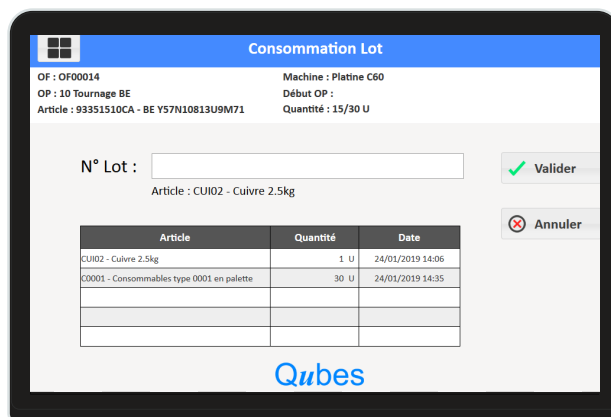 Consommation Lot
OF : OF00014
Machine : Platine C60
OP : 10 Tournage BE
Début OP :
Article : 93351510CA - BE Y57N10813U9M71
Quantité : 15/30 U
N° Lot :
Valider
Article : CUI02 - Cuivre 2.5kg
Annuler
Article Quantité Date
CUI02 - Cuivre 2.5kg 1 U 24/01/2019 14:06
C0001 - Consommables type 0001 en palette 30 U 24/01/2019 14:35
Qubes